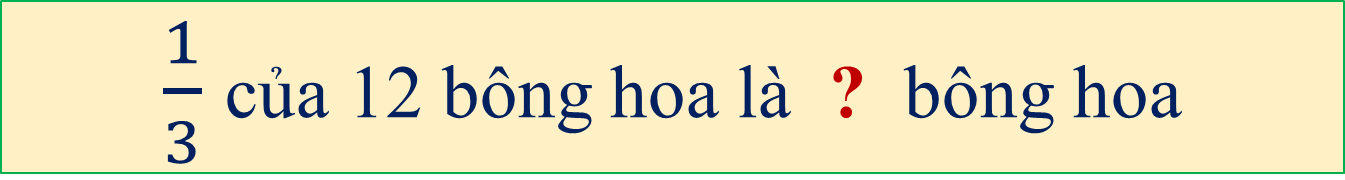 1/3 của 12 bông hoa là ? bông hoa